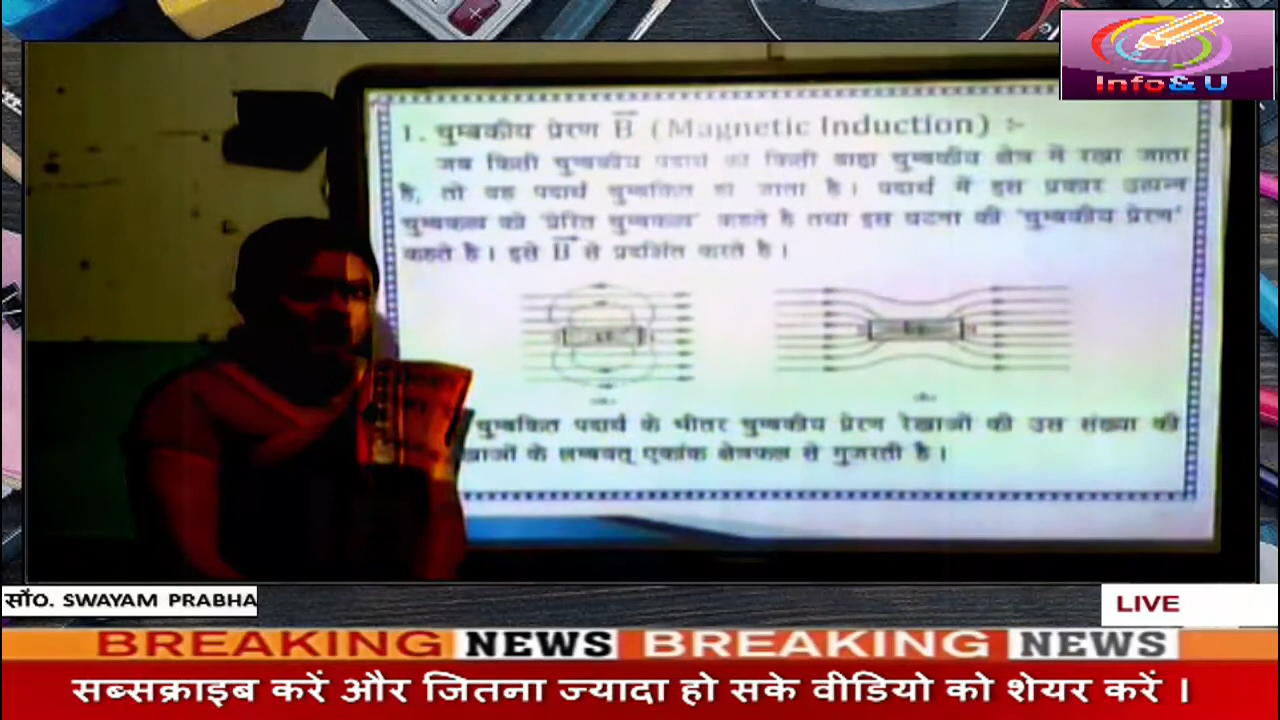 Info& U
1. चुम्बकीय प्रेरण B (Magnetic Induction) :-
जब किसी चुम्बकीय पदार्थ को किसी बाह्य चुम्बकीय क्षेत्र में रखा जाता
है, तो वह पदार्थ चुम्बकित हो जाता है। पदार्थ में इस प्रकार उत्पन्न
चुम्बकत्व को 'प्रेरित चुम्बकत्व' कहते है तथा इस घटना को 'चुम्बकीय प्रेरण'
कहते है। इसे B से प्रदर्शित करते है।
चुम्बकित पदार्थ के भीतर चुम्बकीय प्रेरण रेखाओं की उस संख्या की
के लम्बवत् एकांक क्षेत्रफल से गुजरती है।
सौ0. SWAYAM PRABHA
LIVE
BREAKING NEWS BREAKING NEWS
सब्सक्राइब करें और जितना ज्यादा हो सके वीडियो को शेयर करें ।